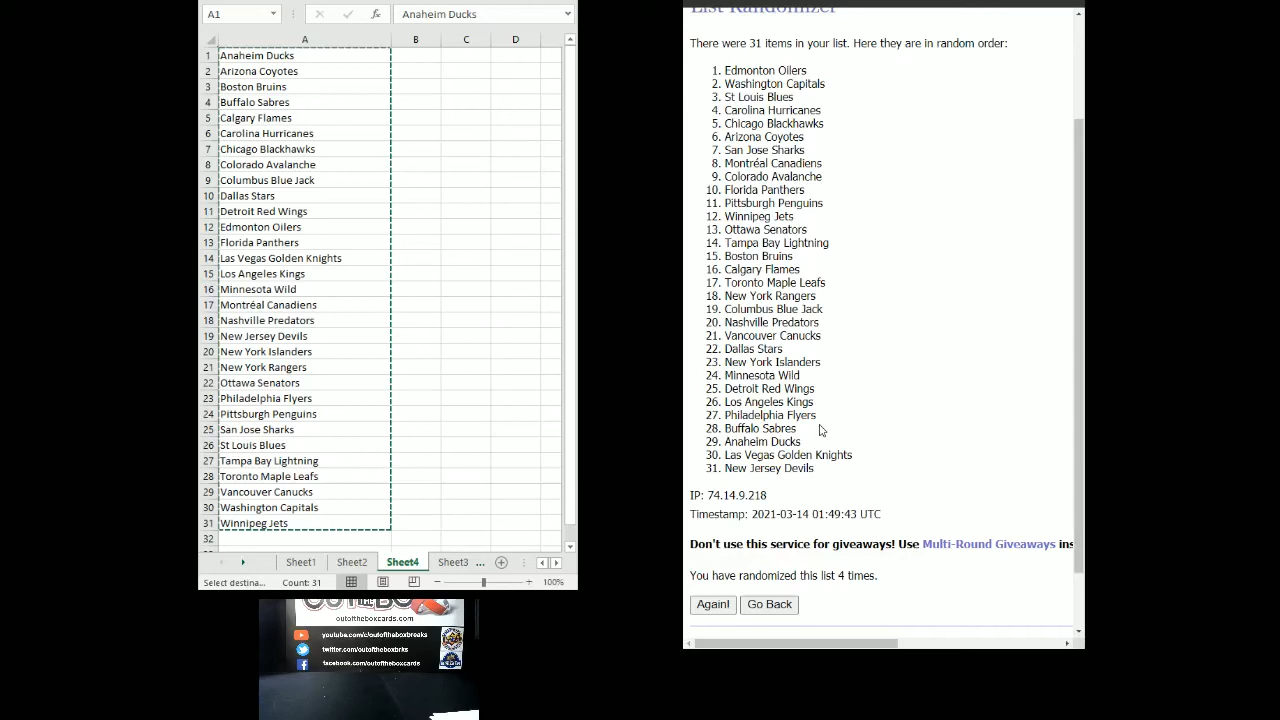 A1
Anaheim Ducks
A B C D
1 Anaheim Ducks
2 Arizona Coyotes
3 Boston Bruins
4 Buffalo Sabres
5 Calgary Flames
6 Carolina Hurricanes
7 Chicago Blackhawks
8 Colorado Avalanche
9 Columbus Blue Jack
10 Dallas Stars
11 Detroit Red Wings
12 Edmonton Oilers
13 Florida Panthers
14 Las Vegas Golden Knights
15 Los Angeles Kings
16 Minnesota Wild
17 Montréal Canadiens
18 Nashville Predators
19 New Jersey Devils
20 New York Islanders
21 New York Rangers
22 Ottawa Senators
23 Philadelphia Flyers
24 Pittsburgh Penguins
25 San Jose Sharks
26 St Louis Blues
27 Tampa Bay Lightning
28 Toronto Maple Leafs
29 Vancouver Canucks
30 Washington Capitals
31 Winnipeg Jets
32
Sheet1 Sheet2 Sheet4 Sheet3 ...
Select destina... Count: 31 100%
OUT THE BOX
outoftheboxcards.com
youtube.com/c/outoftheboxbreaks
twitter.com/outoftheboxbrks
facebook.com/outoftheboxcards
List Randomizer
There were 31 items in your list. Here they are in random order:
1. Edmonton Oilers
2. Washington Capitals
3. St Louis Blues
4. Carolina Hurricanes
5. Chicago Blackhawks
6. Arizona Coyotes
7. San Jose Sharks
8. Montréal Canadiens
9. Colorado Avalanche
10. Florida Panthers
11. Pittsburgh Penguins
12. Winnipeg Jets
13. Ottawa Senators
14. Tampa Bay Lightning
15. Boston Bruins
16. Calgary Flames
17. Toronto Maple Leafs
18. New York Rangers
19. Columbus Blue Jack
20. Nashville Predators
21. Vancouver Canucks
22. Dallas Stars
23. New York Islanders
24. Minnesota Wild
25. Detroit Red Wings
26. Los Angeles Kings
27. Philadelphia Flyers
28. Buffalo Sabres
29. Anaheim Ducks
30. Las Vegas Golden Knights
31. New Jersey Devils
IP: 74.14.9.218
Timestamp: 2021-03-14 01:49:43 UTC
Don't use this service for giveaways! Use Multi-Round Giveaways ins
You have randomized this list 4 times.
Again! Go Back